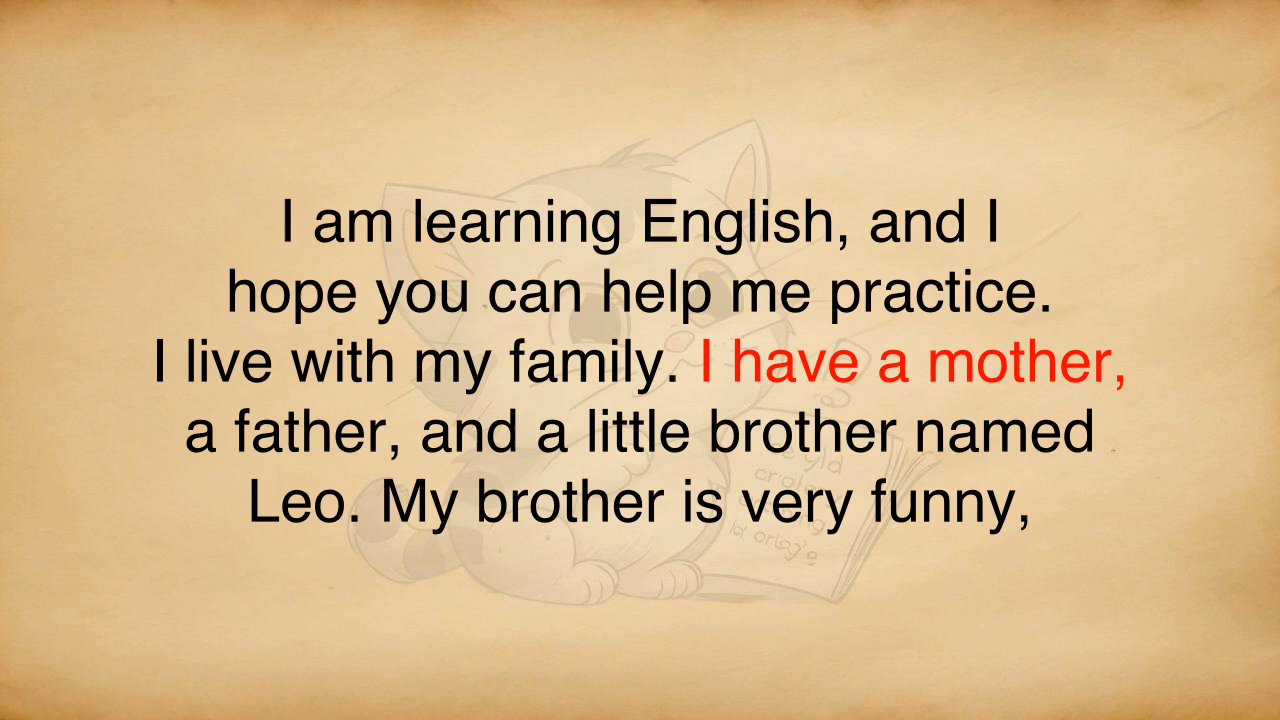 I am learning English, and I
hope you can help me practice.
I live with my family. I have a mother,
a father, and a little brother named
Leo. My brother is very funny,